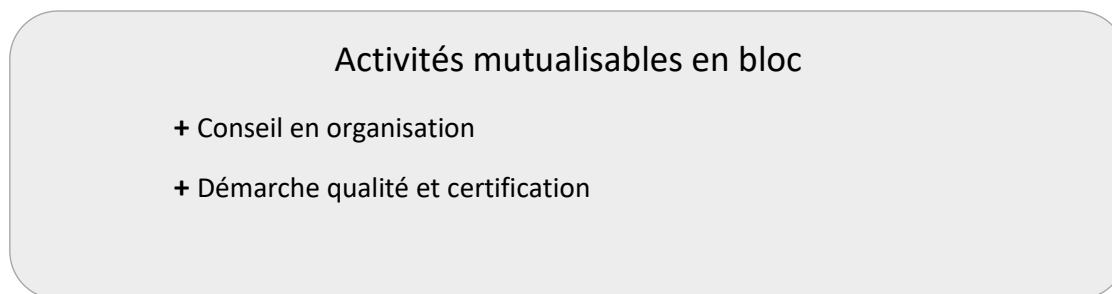 Activités mutualisables en bloc
+ Conseil en organisation
+ Démarche qualité et certification